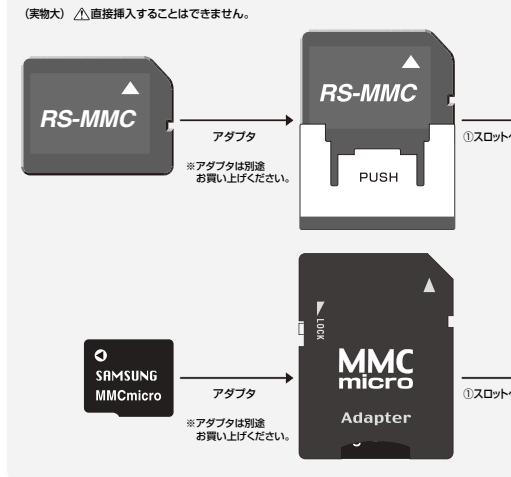 (実物大) ⚠直接挿入することはできません。
RS-MMC
アダプタ
※アダプタは別途
お買い上げください。
RS-MMC
PUSH
①スロット
SAMSUNG
MMCmicro
アダプタ
※アダプタは別途
お買い上げください。
LOCK
MMC
micro
Adapter
①スロット